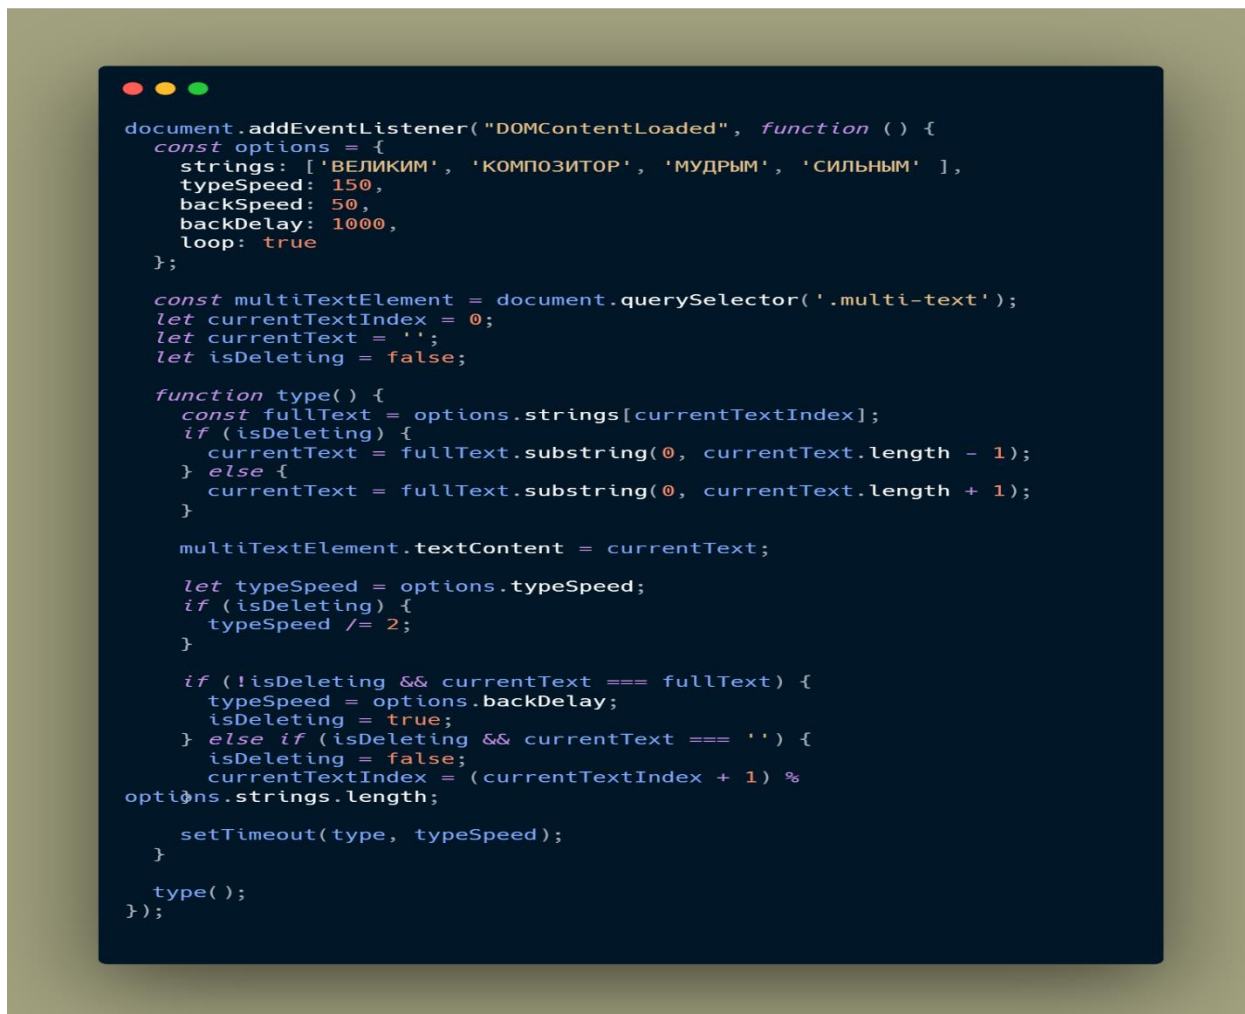 document.addEventListener("DOMContentLoaded", function () {
  const options = {
    strings: ['ВЕЛИКИМ', 'КОМПОЗИТОР', 'МУДРЫМ', 'СИЛЬНЫМ' ],
    typeSpeed: 150,
    backSpeed: 50,
    backDelay: 1000,
    loop: true
  };

  const multiTextElement = document.querySelector('.multi-text');
  let currentTextIndex = 0;
  let currentText = '';
  let isDeleting = false;

  function type() {
    const fullText = options.strings[currentTextIndex];
    if (isDeleting) {
      currentText = fullText.substring(0, currentText.length - 1);
    } else {
      currentText = fullText.substring(0, currentText.length + 1);
    }

    multiTextElement.textContent = currentText;

    let typeSpeed = options.typeSpeed;
    if (isDeleting) {
      typeSpeed /= 2;
    }

    if (!isDeleting && currentText === fullText) {
      typeSpeed = options.backDelay;
      isDeleting = true;
    } else if (isDeleting && currentText === '') {
      isDeleting = false;
      currentTextIndex = (currentTextIndex + 1) %
options.strings.length;
    }

    setTimeout(type, typeSpeed);
  }

  type();
});